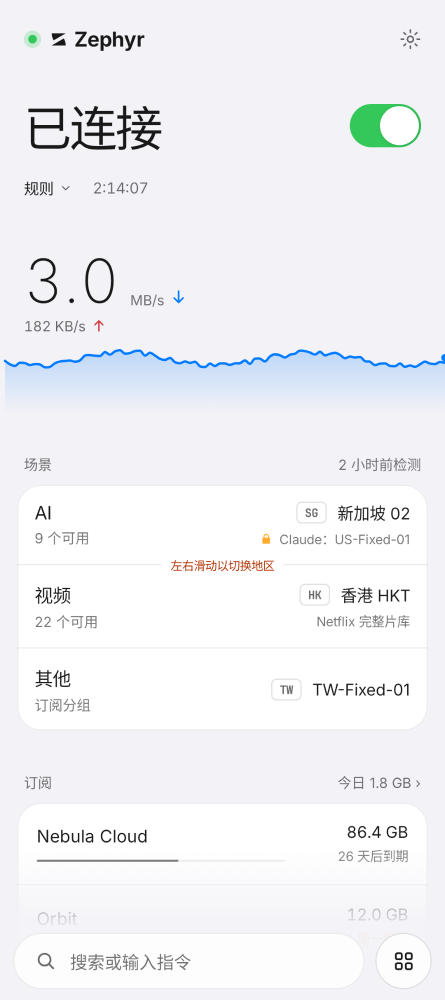 Zephyr
已连接
规则 2:14:07
3.0 MB/s
182 KB/s
场景 2 小时前检测
AI SG 新加坡 02
9 个可用 Claude：US-Fixed-01
左右滑动以切换地区
视频 HK 香港 HKT
22 个可用 Netflix 完整片库
其他 TW TW-Fixed-01
订阅分组
订阅 今日 1.8 GB ›
Nebula Cloud 86.4 GB
26 天后到期
Orbit 12.0 GB
搜索或输入指令